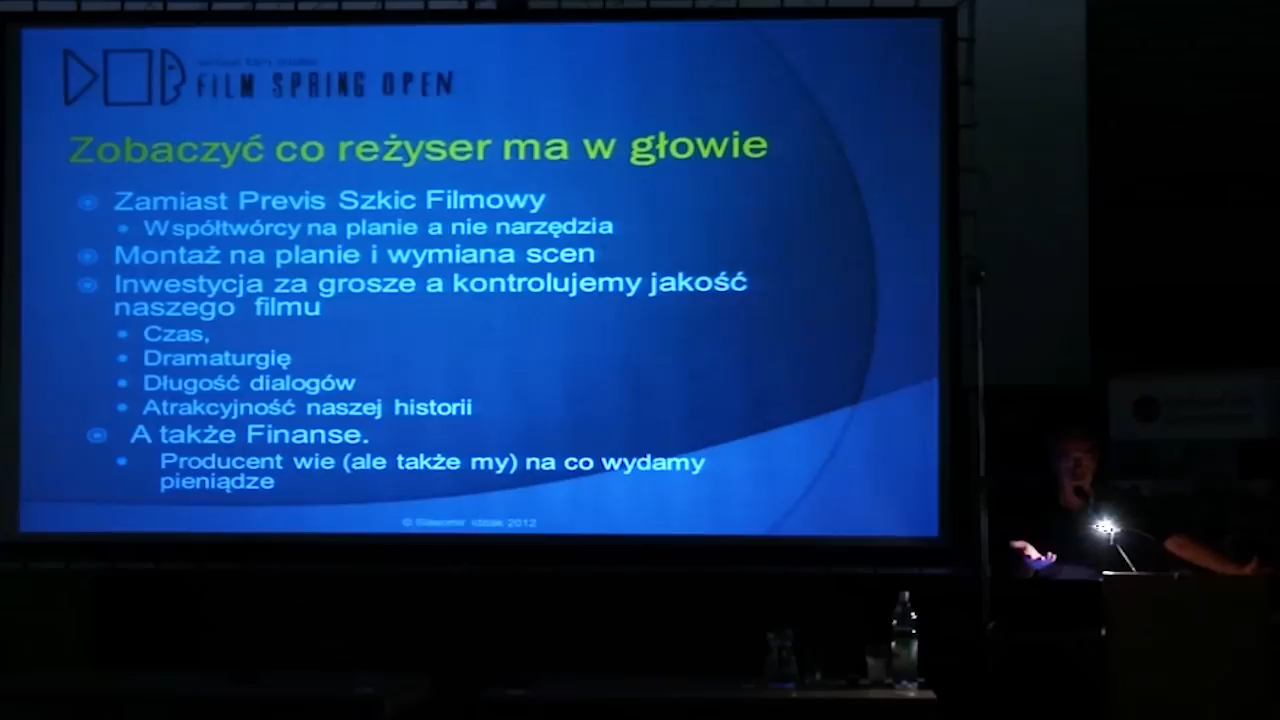 FILM SPRING OPEN
Zobaczyć co reżyser ma w głowie
Zamiast Previs Szkic Filmowy
Współtwórcy na planie a nie narzędzia
Montaż na planie i wymiana scen
Inwestycja za grosze a kontrolujemy jakość
naszego filmu
Czas,
Dramaturgię
Długość dialogów
Atrakcyjność naszej historii
A także Finanse.
Producent wie (ale także my) na co wydamy
pieniądze
© Sławomir Idziak 2012